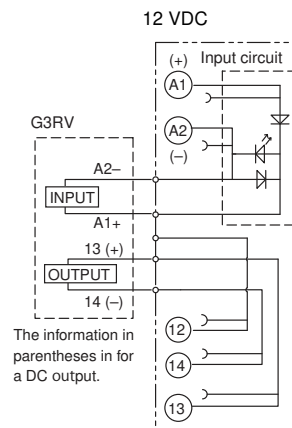 12 VDC
(+) Input circuit
A1
G3RV
A2
(–)
A2–
INPUT
A1+
13 (+)
OUTPUT
14 (–)
12
The information in
parentheses in for
a DC output.
14
13